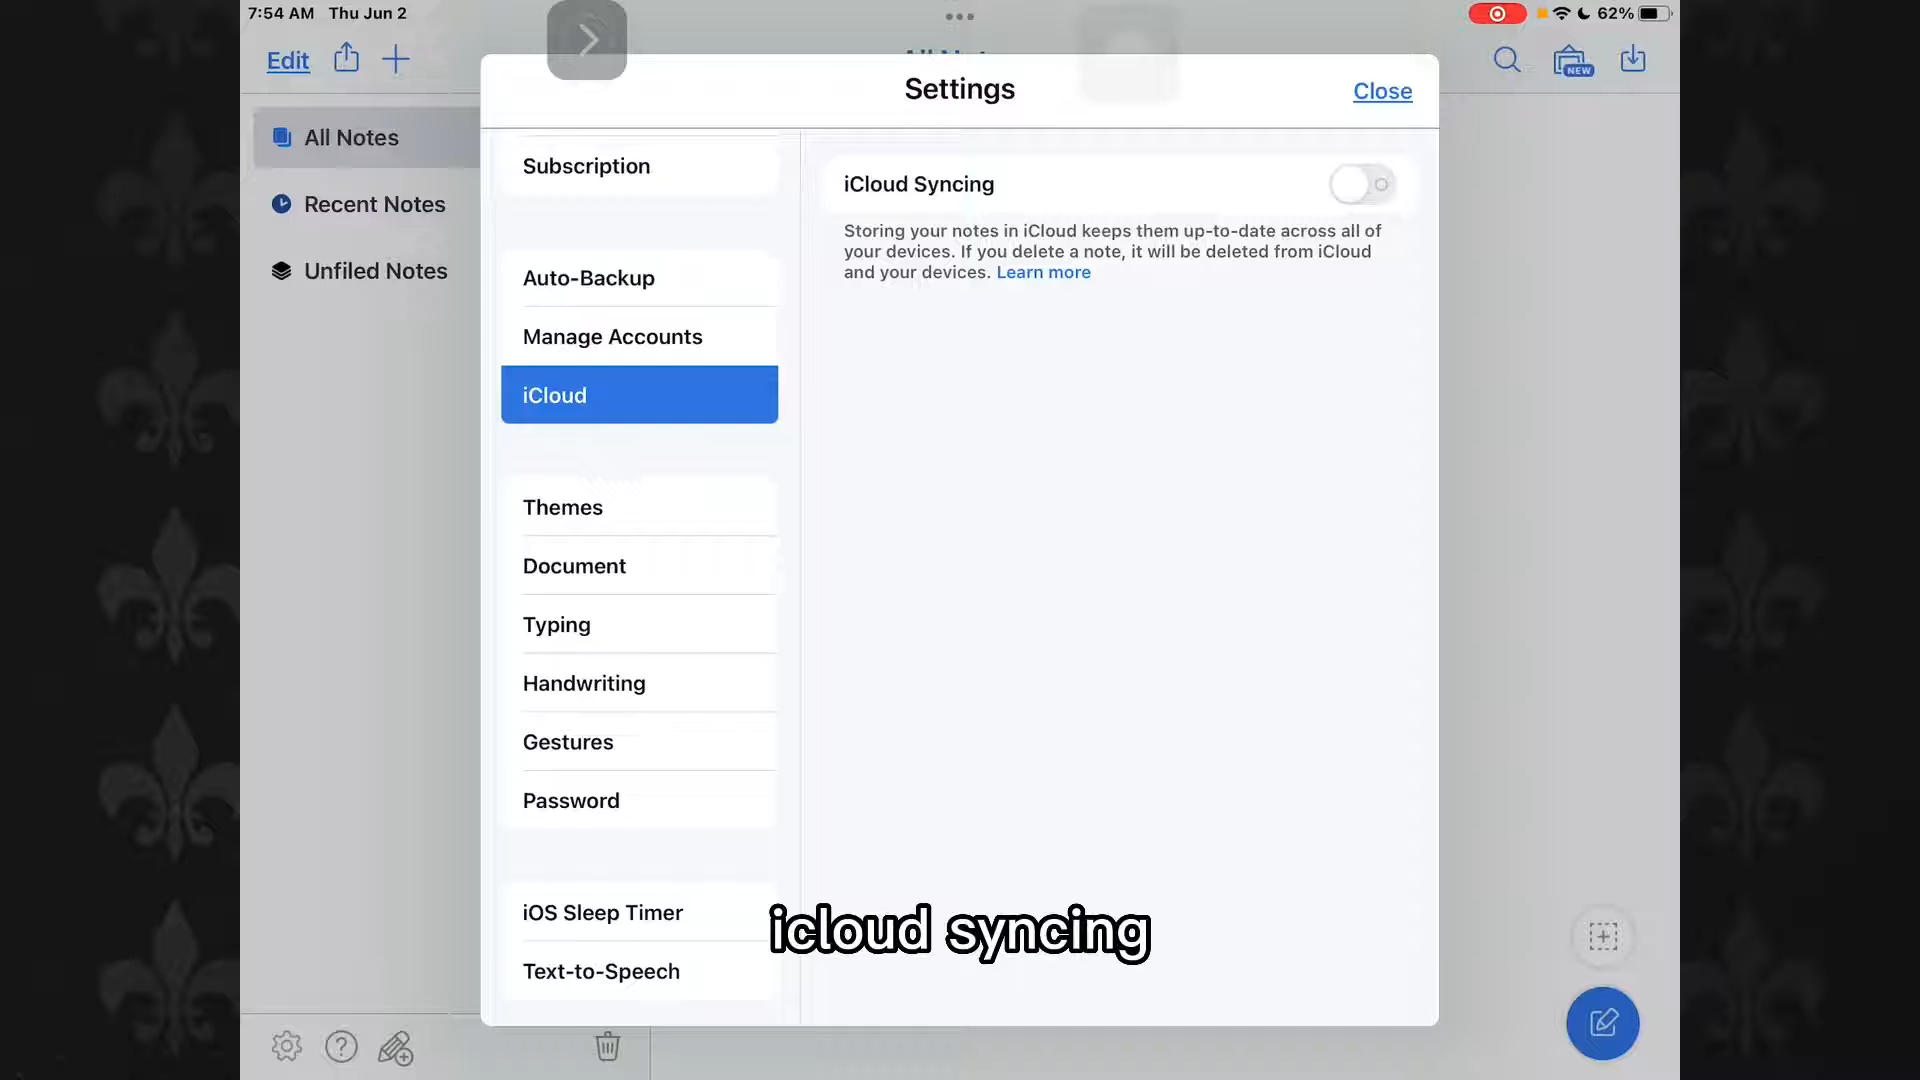 7:54 AM Thu Jun 2
62%
Edit
NEW
Settings
Close
All Notes
Recent Notes
Unfiled Notes
Subscription
Auto-Backup
Manage Accounts
iCloud
Themes
Document
Typing
Handwriting
Gestures
Password
iOS Sleep Timer
Text-to-Speech
iCloud Syncing
Storing your notes in iCloud keeps them up-to-date across all of
your devices. If you delete a note, it will be deleted from iCloud
and your devices. Learn more
icloud syncing